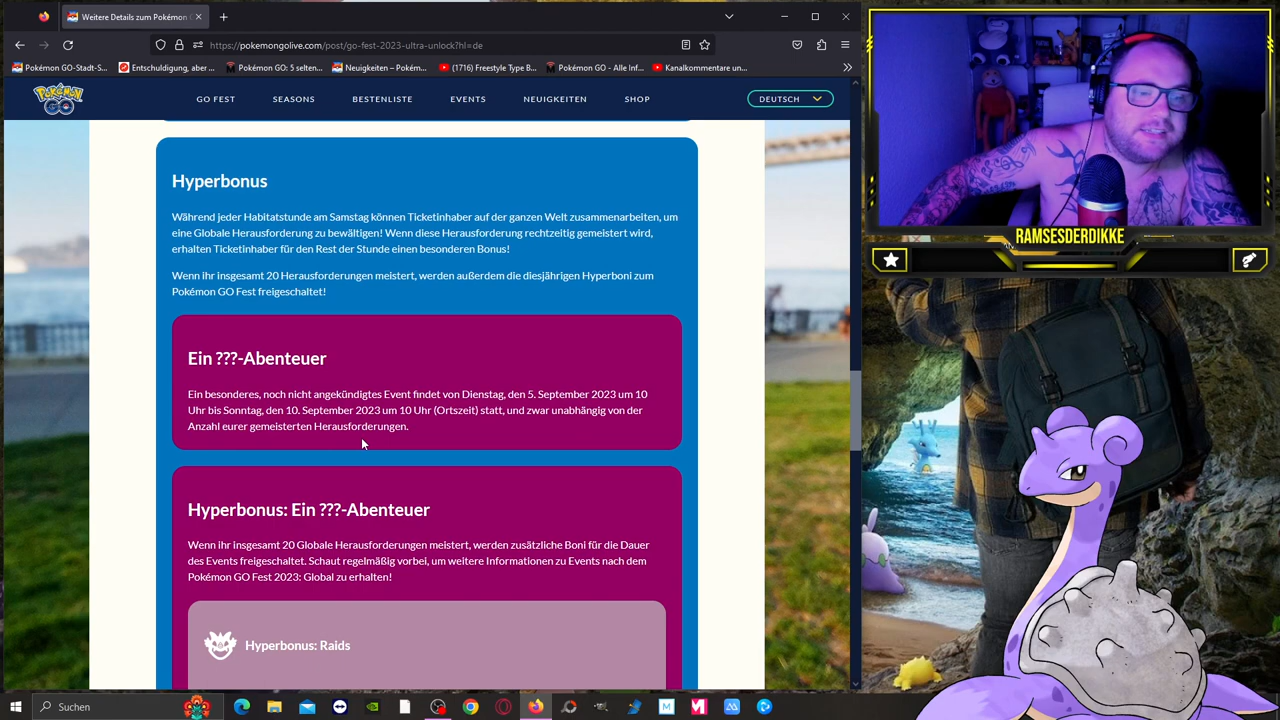 Weitere Details zum Pokémon G
https://pokemongolive.com/post/go-fest-2023-ultra-unlock?hl=de
Pokémon GO-Stadt-S...
Entschuldigung, aber ...
Pokémon GO: 5 selten...
Neuigkeiten – Pokém...
(1716) Freestyle Type B...
Pokémon GO - Alle Inf...
Kanalkommentare un...
POKÉMON GO
GO FEST
SEASONS
BESTENLISTE
EVENTS
NEUIGKEITEN
SHOP
DEUTSCH
Hyperbonus
Während jeder Habitatstunde am Samstag können Ticketinhaber auf der ganzen Welt zusammenarbeiten, um
eine Globale Herausforderung zu bewältigen! Wenn diese Herausforderung rechtzeitig gemeistert wird,
erhalten Ticketinhaber für den Rest der Stunde einen besonderen Bonus!
Wenn ihr insgesamt 20 Herausforderungen meistert, werden außerdem die diesjährigen Hyperboni zum
Pokémon GO Fest freigeschaltet!
Ein ???-Abenteuer
Ein besonderes, noch nicht angekündigtes Event findet von Dienstag, den 5. September 2023 um 10
Uhr bis Sonntag, den 10. September 2023 um 10 Uhr (Ortszeit) statt, und zwar unabhängig von der
Anzahl eurer gemeisterten Herausforderungen.
Hyperbonus: Ein ???-Abenteuer
Wenn ihr insgesamt 20 Globale Herausforderungen meistert, werden zusätzliche Boni für die Dauer
des Events freigeschaltet. Schaut regelmäßig vorbei, um weitere Informationen zu Events nach dem
Pokémon GO Fest 2023: Global zu erhalten!
Hyperbonus: Raids
Suchen
RAMSESDERDIKKE